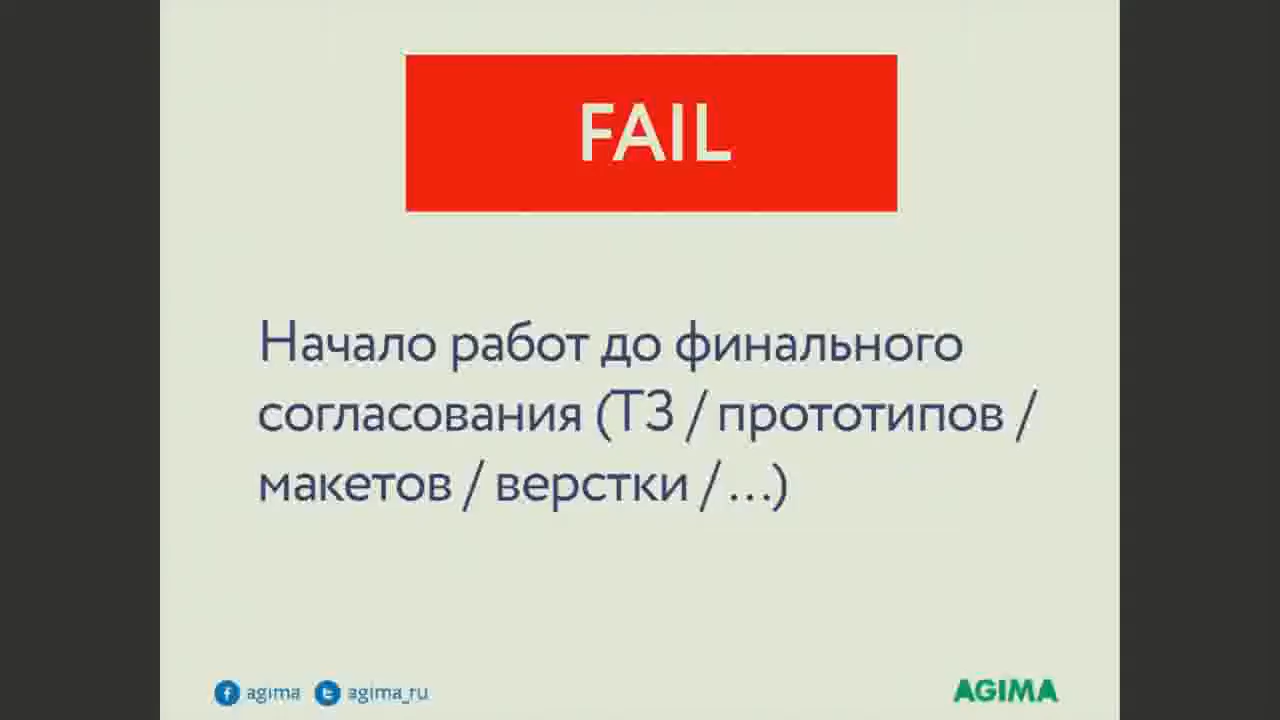 FAIL
Начало работ до финального
согласования (ТЗ / прототипов /
макетов / верстки / ...)
agima agima_ru AGIMA